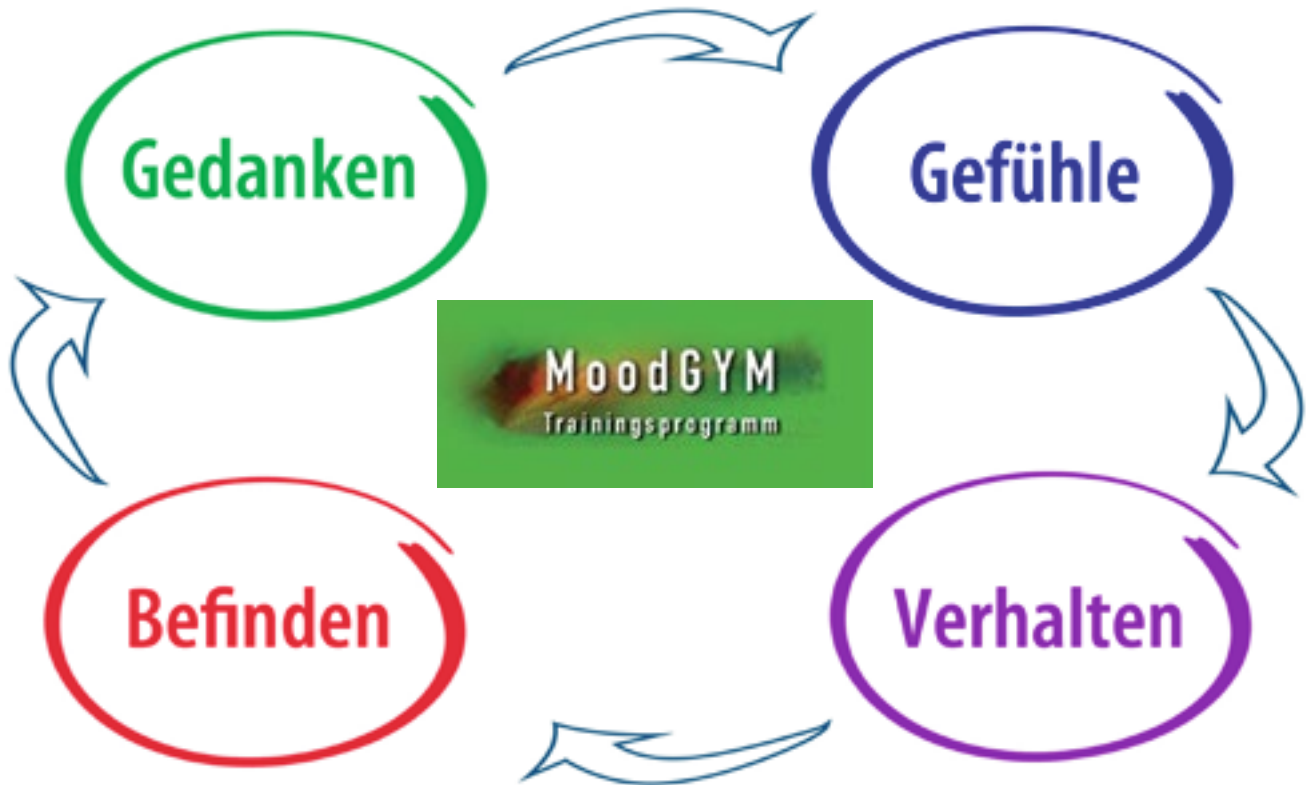 Gedanken
Gefühle
MoodGYM
Trainingsprogramm
Befinden
Verhalten